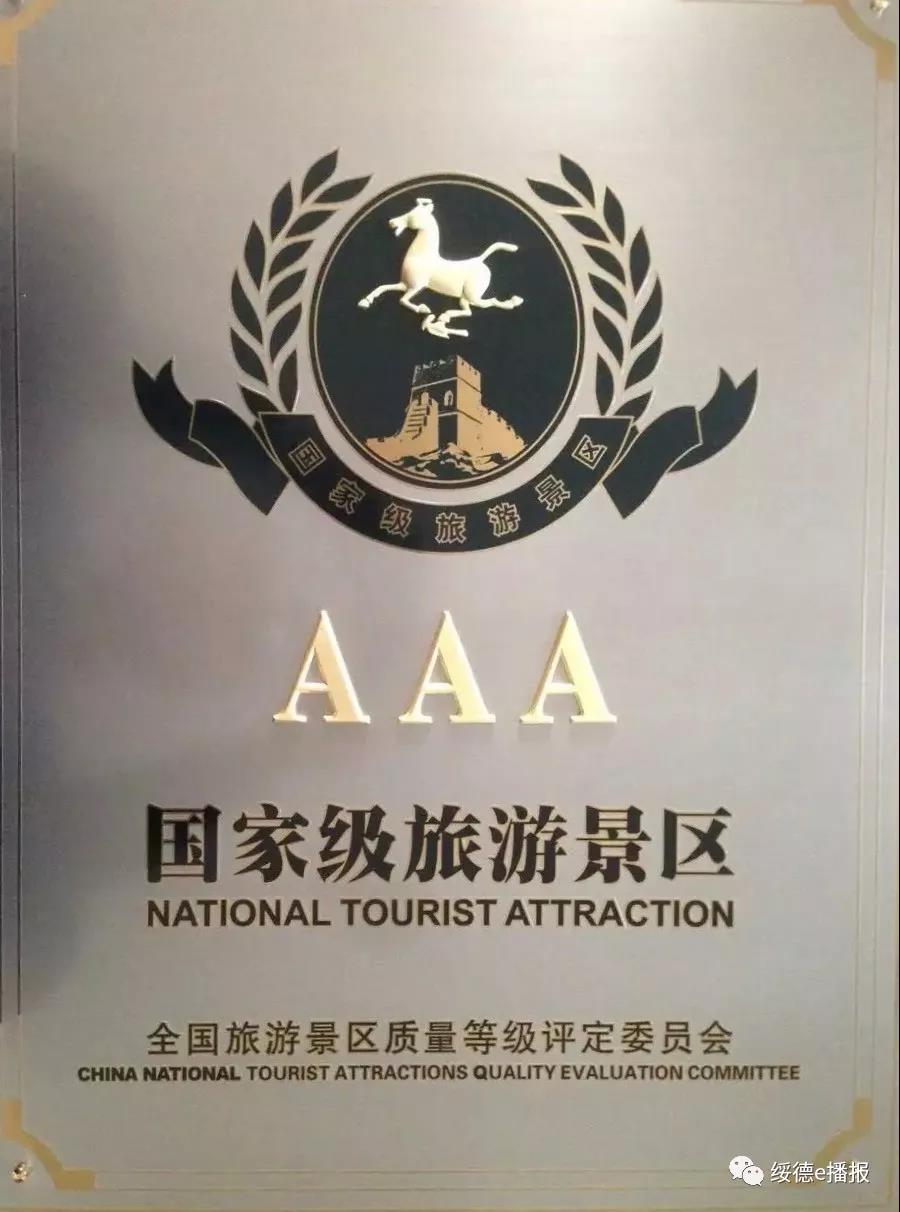 国家级旅游景区
AAA
国家级旅游景区
NATIONAL TOURIST ATTRACTION
全国旅游景区质量等级评定委员会
CHINA NATIONAL TOURIST ATTRACTIONS QUALITY EVALUATION COMMITTEE
绥德e播报